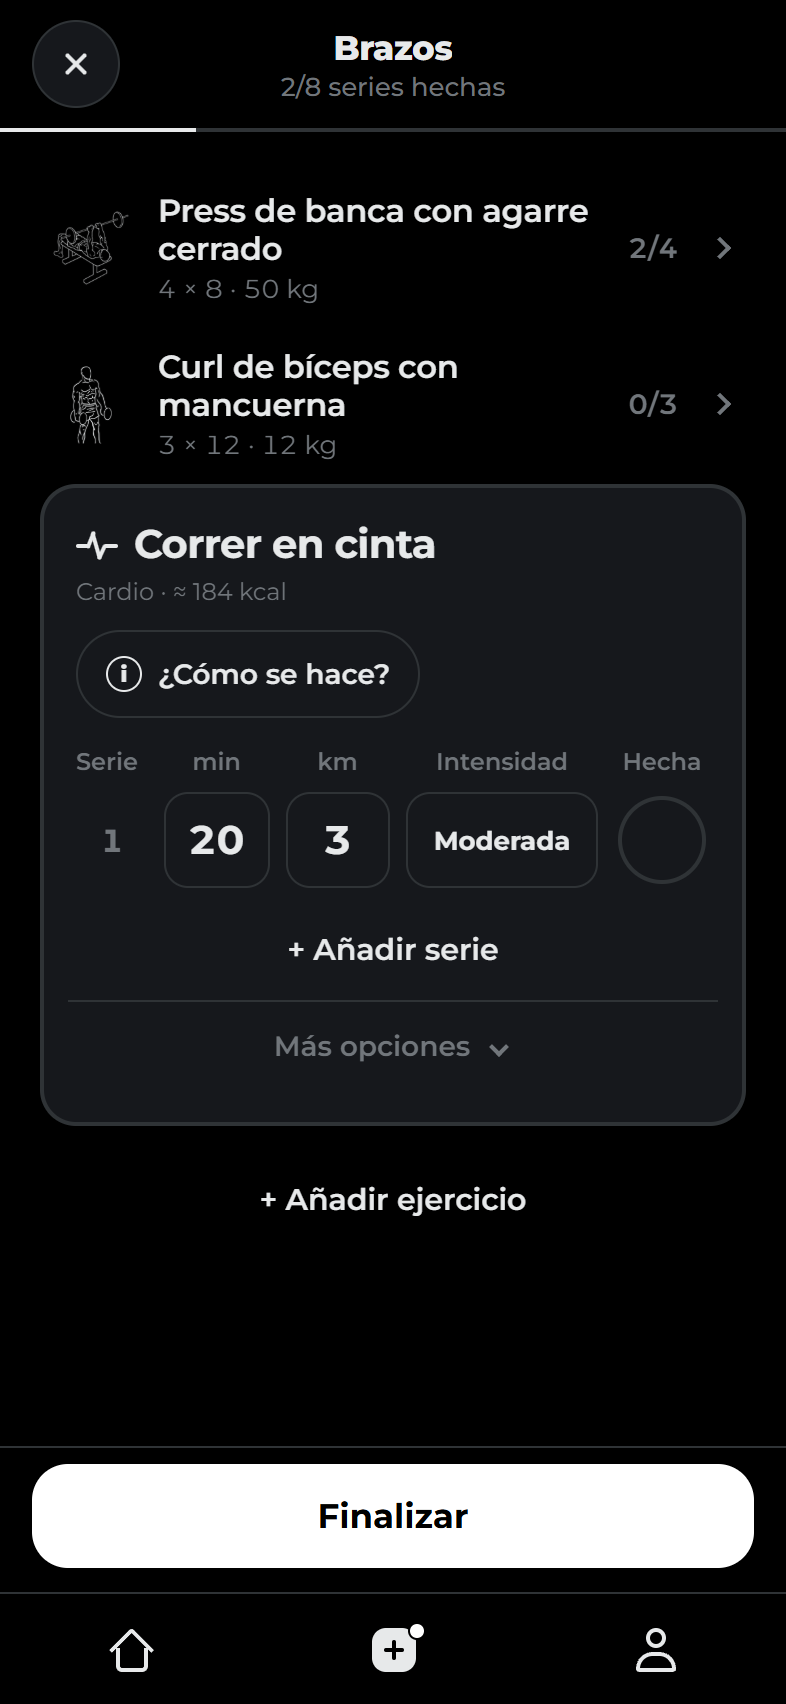 Brazos
2/8 series hechas
Press de banca con agarre
cerrado
4 × 8 · 50 kg
2/4
Curl de bíceps con
mancuerna
3 × 12 · 12 kg
0/3
Correr en cinta
Cardio · ≈ 184 kcal
¿Cómo se hace?
Serie min km Intensidad Hecha
1 20 3 Moderada
+ Añadir serie
Más opciones
+ Añadir ejercicio
Finalizar